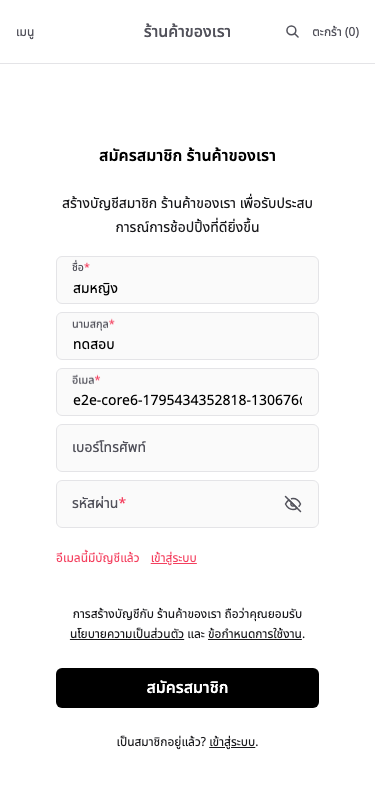 เมนู
ร้านค้าของเรา
ตะกร้า (0)
สมัครสมาชิก ร้านค้าของเรา
สร้างบัญชีสมาชิก ร้านค้าของเรา เพื่อรับประสบ
การณ์การช้อปปิ้งที่ดียิ่งขึ้น
ชื่อ*
สมหญิง
นามสกุล*
ทดสอบ
อีเมล*
e2e-core6-1795434352818-130676
เบอร์โทรศัพท์
รหัสผ่าน*
อีเมลนี้มีบัญชีแล้ว เข้าสู่ระบบ
การสร้างบัญชีกับ ร้านค้าของเรา ถือว่าคุณยอมรับ
นโยบายความเป็นส่วนตัว และ ข้อกำหนดการใช้งาน.
สมัครสมาชิก
เป็นสมาชิกอยู่แล้ว? เข้าสู่ระบบ.